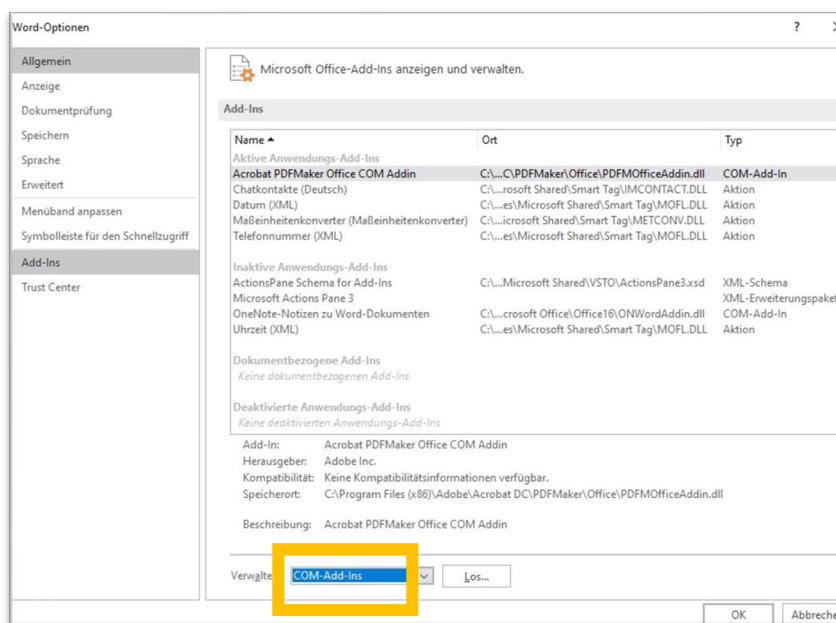 Word-Optionen ?
Allgemein
Anzeige
Dokumentprüfung
Speichern
Sprache
Erweitert
Menüband anpassen
Symbolleiste für den Schnellzugriff
Add-Ins
Trust Center
Microsoft Office-Add-Ins anzeigen und verwalten.
Add-Ins
Name Ort Typ
Aktive Anwendungs-Add-Ins
Acrobat PDFMaker Office COM Addin C:\...C\PDFMaker\Office\PDFMOfficeAddin.dll COM-Add-In
Chatkontakte (Deutsch) C:\...rosoft Shared\Smart Tag\IMCONTACT.DLL Aktion
Datum (XML) C:\...es\Microsoft Shared\Smart Tag\MOFL.DLL Aktion
Maßeinheitenkonverter (Maßeinheitenkonverter) C:\...icrosoft Shared\Smart Tag\METCONV.DLL Aktion
Telefonnummer (XML) C:\...es\Microsoft Shared\Smart Tag\MOFL.DLL Aktion
Inaktive Anwendungs-Add-Ins
ActionsPane Schema for Add-Ins C:\...Microsoft Shared\VSTO\ActionsPane3.xsd XML-Schema
Microsoft Actions Pane 3 XML-Erweiterungspaket
OneNote-Notizen zu Word-Dokumenten C:\...crosoft Office\Office16\ONWordAddin.dll COM-Add-In
Uhrzeit (XML) C:\...es\Microsoft Shared\Smart Tag\MOFL.DLL Aktion
Dokumentbezogene Add-Ins
Keine dokumentbezogenen Add-Ins
Deaktivierte Anwendungs-Add-Ins
Keine deaktivierten Anwendungs-Add-Ins
Add-In: Acrobat PDFMaker Office COM Addin
Herausgeber: Adobe Inc.
Kompatibilität: Keine Kompatibilitätsinformationen verfügbar.
Speicherort: C:\Program Files (x86)\Adobe\Acrobat DC\PDFMaker\Office\PDFMOfficeAddin.dll
Beschreibung: Acrobat PDFMaker Office COM Addin
Verwalte COM-Add-Ins Los...
OK Abbreche